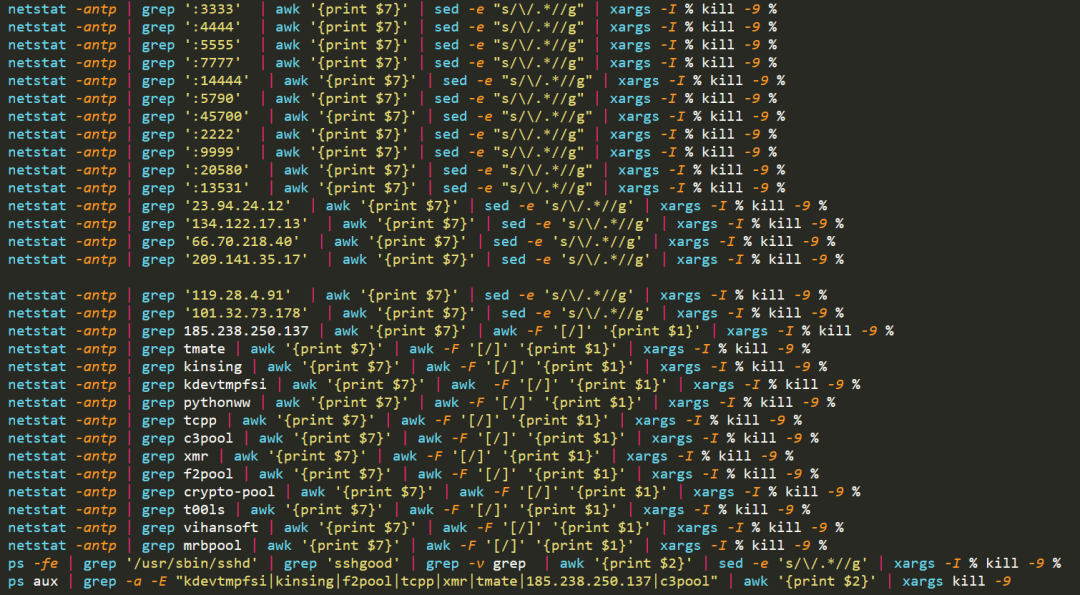 netstat -antp | grep ':3333'  | awk '{print $7}' | sed -e "s/\/.*//g" | xargs -I % kill -9 %
netstat -antp | grep ':4444'  | awk '{print $7}' | sed -e "s/\/.*//g" | xargs -I % kill -9 %
netstat -antp | grep ':5555'  | awk '{print $7}' | sed -e "s/\/.*//g" | xargs -I % kill -9 %
netstat -antp | grep ':7777'  | awk '{print $7}' | sed -e "s/\/.*//g" | xargs -I % kill -9 %
netstat -antp | grep ':14444'  | awk '{print $7}' | sed -e "s/\/.*//g" | xargs -I % kill -9 %
netstat -antp | grep ':5790'  | awk '{print $7}' | sed -e "s/\/.*//g" | xargs -I % kill -9 %
netstat -antp | grep ':45700'  | awk '{print $7}' | sed -e "s/\/.*//g" | xargs -I % kill -9 %
netstat -antp | grep ':2222'  | awk '{print $7}' | sed -e "s/\/.*//g" | xargs -I % kill -9 %
netstat -antp | grep ':9999'  | awk '{print $7}' | sed -e "s/\/.*//g" | xargs -I % kill -9 %
netstat -antp | grep ':20580'  | awk '{print $7}' | sed -e "s/\/.*//g" | xargs -I % kill -9 %
netstat -antp | grep ':13531'  | awk '{print $7}' | sed -e "s/\/.*//g" | xargs -I % kill -9 %
netstat -antp | grep '23.94.24.12'  | awk '{print $7}' | sed -e 's/\/.*//g' | xargs -I % kill -9 %
netstat -antp | grep '134.122.17.13'  | awk '{print $7}' | sed -e 's/\/.*//g' | xargs -I % kill -9 %
netstat -antp | grep '66.70.218.40'  | awk '{print $7}' | sed -e 's/\/.*//g' | xargs -I % kill -9 %
netstat -antp | grep '209.141.35.17'  | awk '{print $7}' | sed -e 's/\/.*//g' | xargs -I % kill -9 %
netstat -antp | grep '119.28.4.91'  | awk '{print $7}' | sed -e 's/\/.*//g' | xargs -I % kill -9 %
netstat -antp | grep '101.32.73.178'  | awk '{print $7}' | sed -e 's/\/.*//g' | xargs -I % kill -9 %
netstat -antp | grep 185.238.250.137 | awk '{print $7}' | awk -F '[/]' '{print $1}' | xargs -I % kill -9 %
netstat -antp | grep tmate | awk '{print $7}' | awk -F '[/]' '{print $1}' | xargs -I % kill -9 %
netstat -antp | grep kinsing | awk '{print $7}' | awk -F '[/]' '{print $1}' | xargs -I % kill -9 %
netstat -antp | grep kdevtmpfsi | awk '{print $7}' | awk  -F '[/]' '{print $1}' | xargs -I % kill -9 %
netstat -antp | grep pythonww | awk '{print $7}' | awk -F '[/]' '{print $1}' | xargs -I % kill -9 %
netstat -antp | grep tcpp | awk '{print $7}' | awk -F '[/]' '{print $1}' | xargs -I % kill -9 %
netstat -antp | grep c3pool | awk '{print $7}' | awk -F '[/]' '{print $1}' | xargs -I % kill -9 %
netstat -antp | grep xmr | awk '{print $7}' | awk -F '[/]' '{print $1}' | xargs -I % kill -9 %
netstat -antp | grep f2pool | awk '{print $7}' | awk -F '[/]' '{print $1}' | xargs -I % kill -9 %
netstat -antp | grep crypto-pool | awk '{print $7}' | awk -F '[/]' '{print $1}' | xargs -I % kill -9 %
netstat -antp | grep t00ls | awk '{print $7}' | awk -F '[/]' '{print $1}' | xargs -I % kill -9 %
netstat -antp | grep vihansoft | awk '{print $7}' | awk -F '[/]' '{print $1}' | xargs -I % kill -9 %
netstat -antp | grep mrbpool | awk '{print $7}' | awk -F '[/]' '{print $1}' | xargs -I % kill -9 %
ps -fe | grep '/usr/sbin/sshd' | grep 'sshgood' | grep -v grep  | awk '{print $2}' | sed -e 's/\/.*//g' | xargs -I % kill -9 %
ps aux | grep -a -E "kdevtmpfsi|kinsing|f2pool|tcpp|xmr|tmate|185.238.250.137|c3pool" | awk '{print $2}' | xargs kill -9